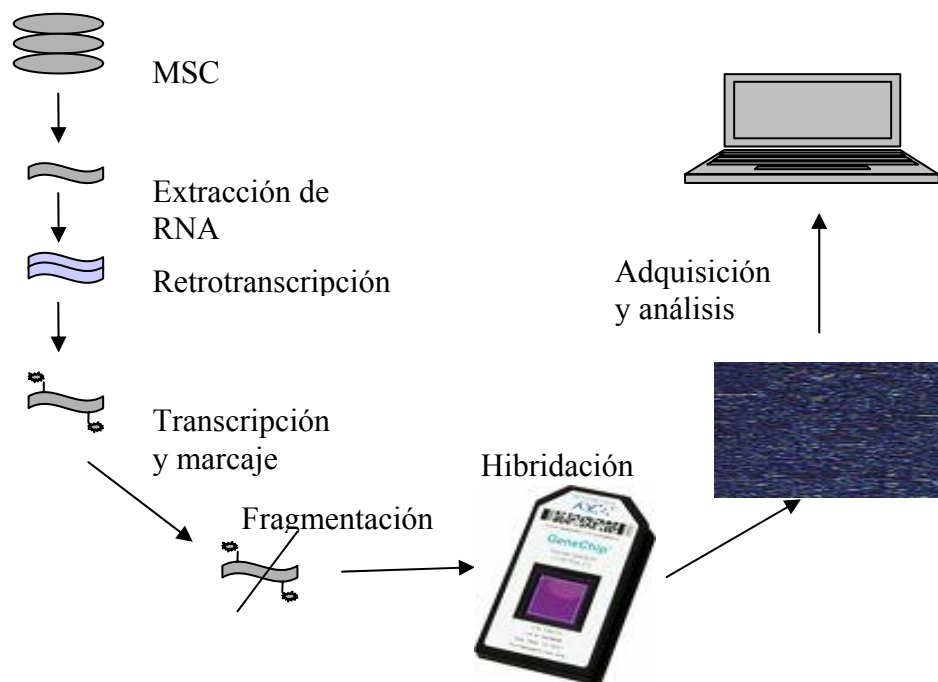 MSC
Extracción de
RNA
Retrotranscripción
Transcripción
y marcaje
Fragmentación
Hibridación
GeneChip
Adquisición
y análisis